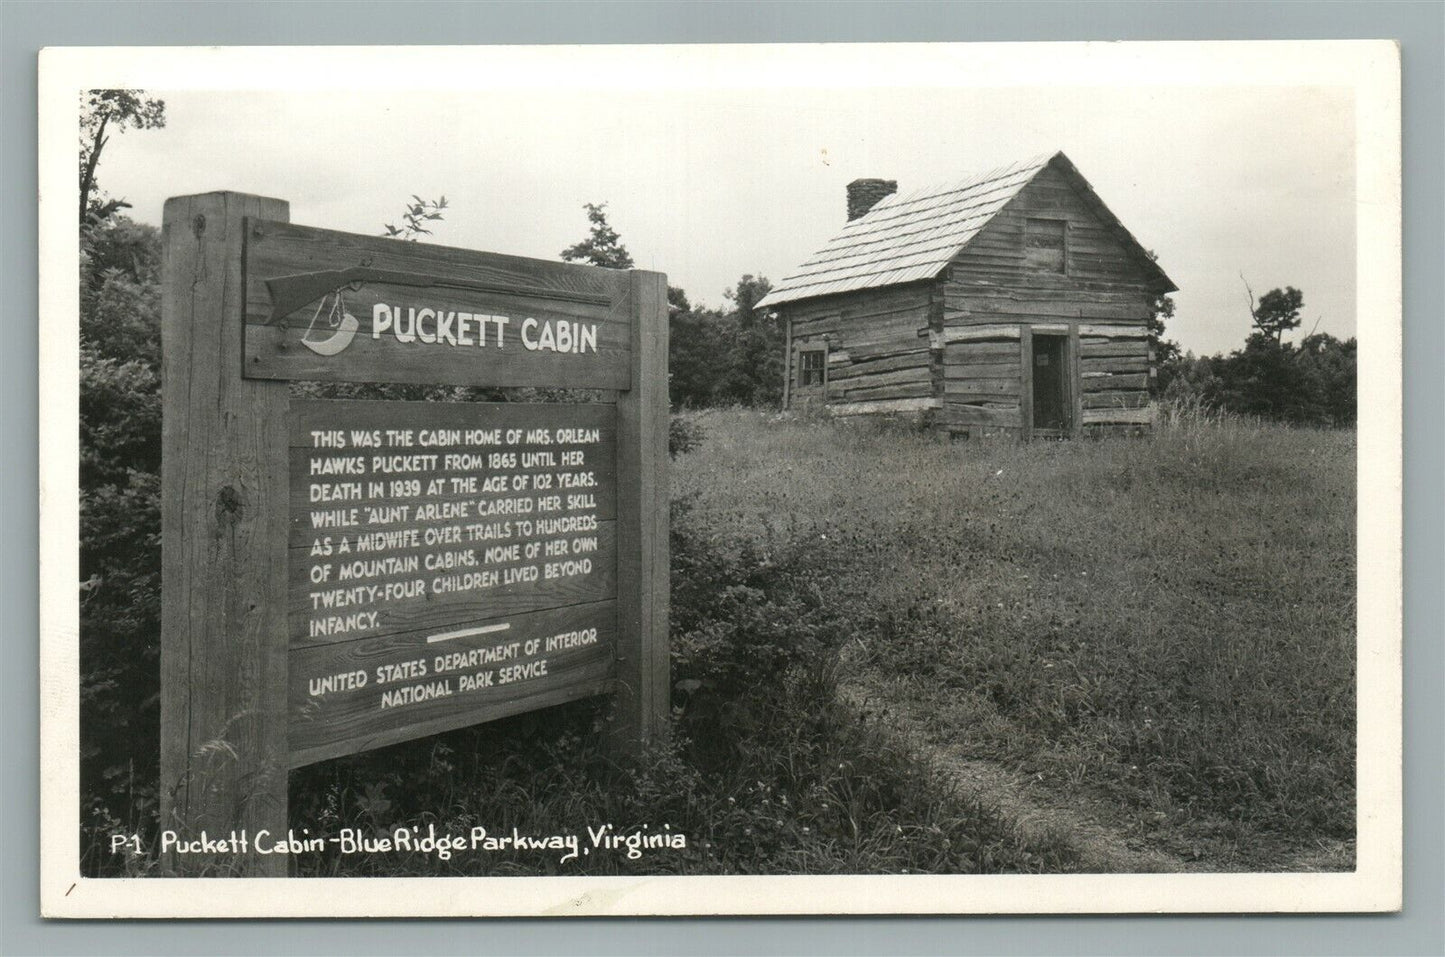 PUCKETT CABIN
THIS WAS THE CABIN HOME OF MRS. ORLEAN
HAWKS PUCKETT FROM 1865 UNTIL HER
DEATH IN 1939 AT THE AGE OF 102 YEARS.
WHILE "AUNT ARLENE" CARRIED HER SKILL
AS A MIDWIFE OVER TRAILS TO HUNDREDS
OF MOUNTAIN CABINS, NONE OF HER OWN
TWENTY-FOUR CHILDREN LIVED BEYOND
INFANCY.
UNITED STATES DEPARTMENT OF INTERIOR
NATIONAL PARK SERVICE
P-1 Puckett Cabin-Blue Ridge Parkway, Virginia